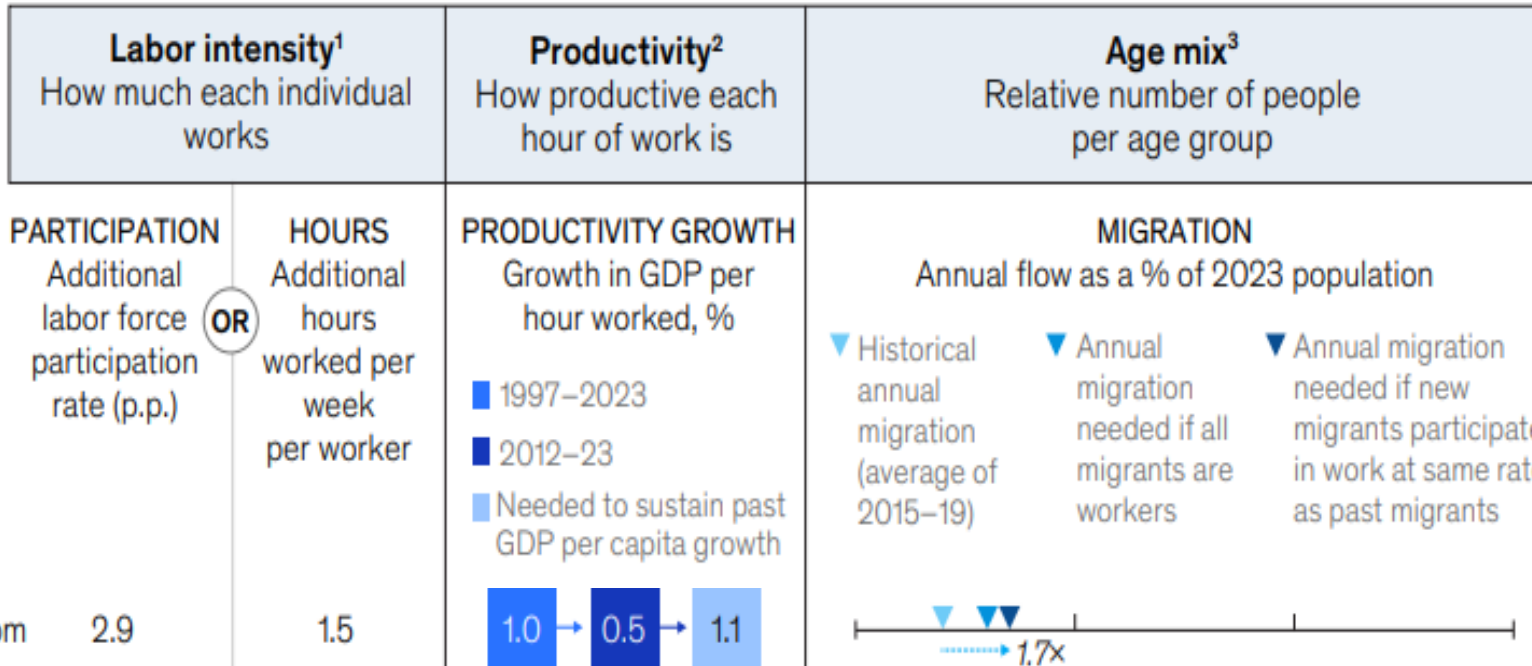 Labor intensity¹
How much each individual
works
Productivity²
How productive each
hour of work is
Age mix³
Relative number of people
per age group
PARTICIPATION
Additional
labor force
participation
rate (p.p.)
OR
HOURS
Additional
hours
worked per
week
per worker
PRODUCTIVITY GROWTH
Growth in GDP per
hour worked, %
1997–2023
2012–23
Needed to sustain past
GDP per capita growth
MIGRATION
Annual flow as a % of 2023 population
Historical
annual
migration
(average of
2015–19)
Annual
migration
needed if all
migrants are
workers
Annual migration
needed if new
migrants participate
in work at same rat
as past migrants
om 2.9 1.5 1.0 0.5 1.1
1.7×